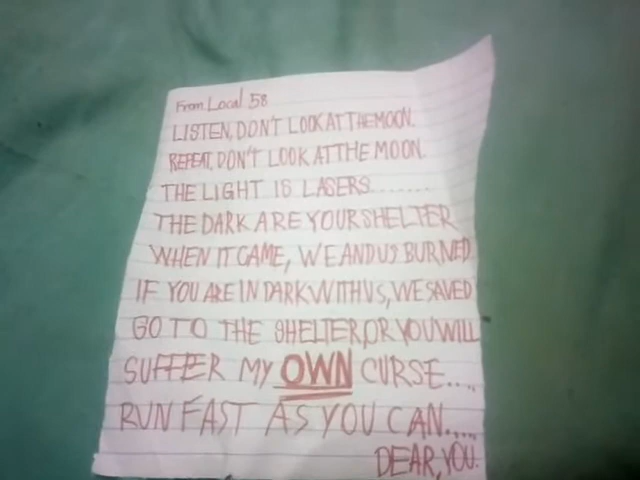 From Local 58
LISTEN, DON'T LOOK AT THE MOON.
REPEAT, DON'T LOOK AT THE MOON.
THE LIGHT IS LASERS........
THE DARK ARE YOUR SHELTER
WHEN IT CAME, WE AND US BURNED
IF YOU ARE IN DARK WITH US, WE SAVED
GO TO THE SHELTER, OR YOU WILL
SUFFER MY OWN CURSE....
RUN FAST AS YOU CAN....
DEAR, YOU.